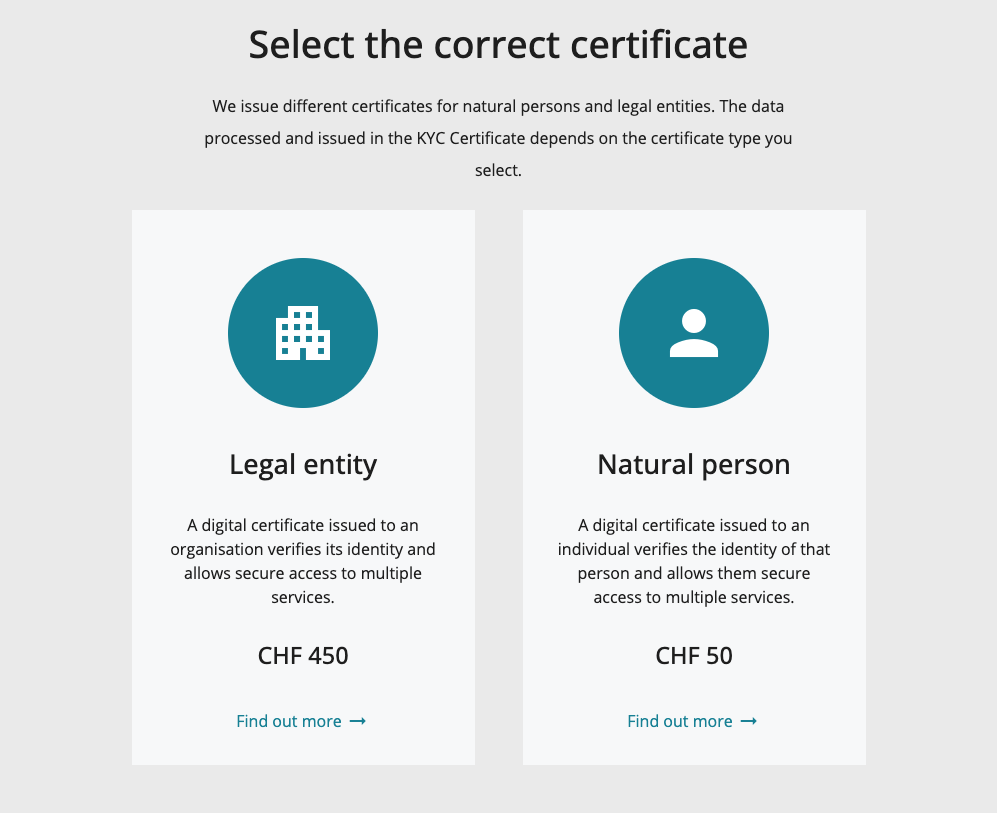 Select the correct certificate
We issue different certificates for natural persons and legal entities. The data
processed and issued in the KYC Certificate depends on the certificate type you
select.
Legal entity
A digital certificate issued to an
organisation verifies its identity and
allows secure access to multiple
services.
CHF 450
Find out more →
Natural person
A digital certificate issued to an
individual verifies the identity of that
person and allows them secure
access to multiple services.
CHF 50
Find out more →